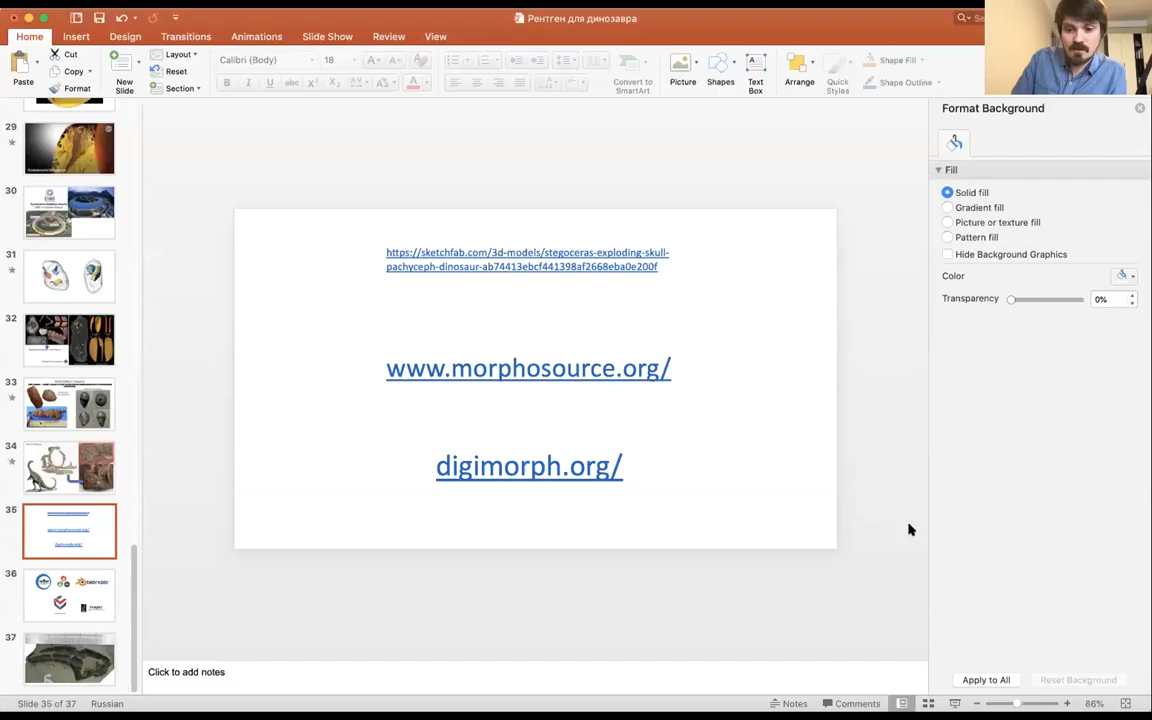 Рентген для динозавра
Se
Home Insert Design Transitions Animations Slide Show Review View
Paste
Cut
Copy
Format
New Slide
Layout
Reset
Section
Calibri (Body) 18
Convert to SmartArt
Picture
Shapes
Text Box
Arrange
Quick Styles
Shape Fill
Shape Outline
29
30
31
32
33
34
35
36
blender
37
https://sketchfab.com/3d-models/stegoceras-exploding-skull-
pachyceph-dinosaur-ab74413ebcf441398af2668eba0e200f
www.morphosource.org/
digimorph.org/
Format Background
Fill
Solid fill
Gradient fill
Picture or texture fill
Pattern fill
Hide Background Graphics
Color
Transparency 0%
Apply to All Reset Background
Click to add notes
Slide 35 of 37 Russian Notes Comments 86%